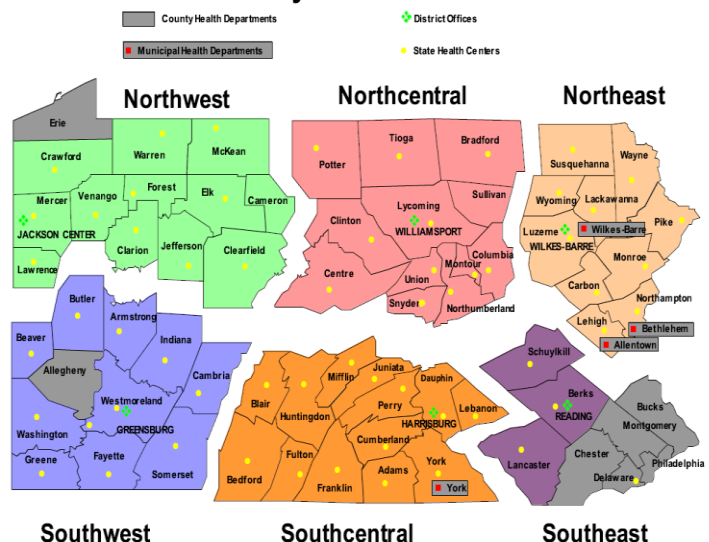 County Health Departments
District Offices
Municipal Health Departments
State Health Centers
Northwest
Northcentral
Northeast
Erie
Crawford
Warren
McKean
Mercer
Venango
Forest
Elk
Cameron
JACKSON CENTER
Clarion
Jefferson
Clearfield
Lawrence
Potter
Tioga
Bradford
Sullivan
Lycoming
WILLIAMSPORT
Clinton
Centre
Columbia
Montour
Union
Snyder
Northumberland
Susquehanna
Wayne
Wyoming
Lackawanna
Pike
Luzerne
Wilkes-Barre
WILKES-BARRE
Monroe
Carbon
Northampton
Lehigh
Bethlehem
Allentown
Butler
Armstrong
Beaver
Indiana
Allegheny
Cambria
Westmoreland
GREENSBURG
Washington
Greene
Fayette
Somerset
Mifflin
Juniata
Dauphin
Blair
Huntingdon
Perry
Lebanon
HARRISBURG
Cumberland
Bedford
Fulton
Franklin
Adams
York
York
Schuylkill
Berks
READING
Lancaster
Bucks
Montgomery
Chester
Philadelphia
Delaware
Southwest
Southcentral
Southeast